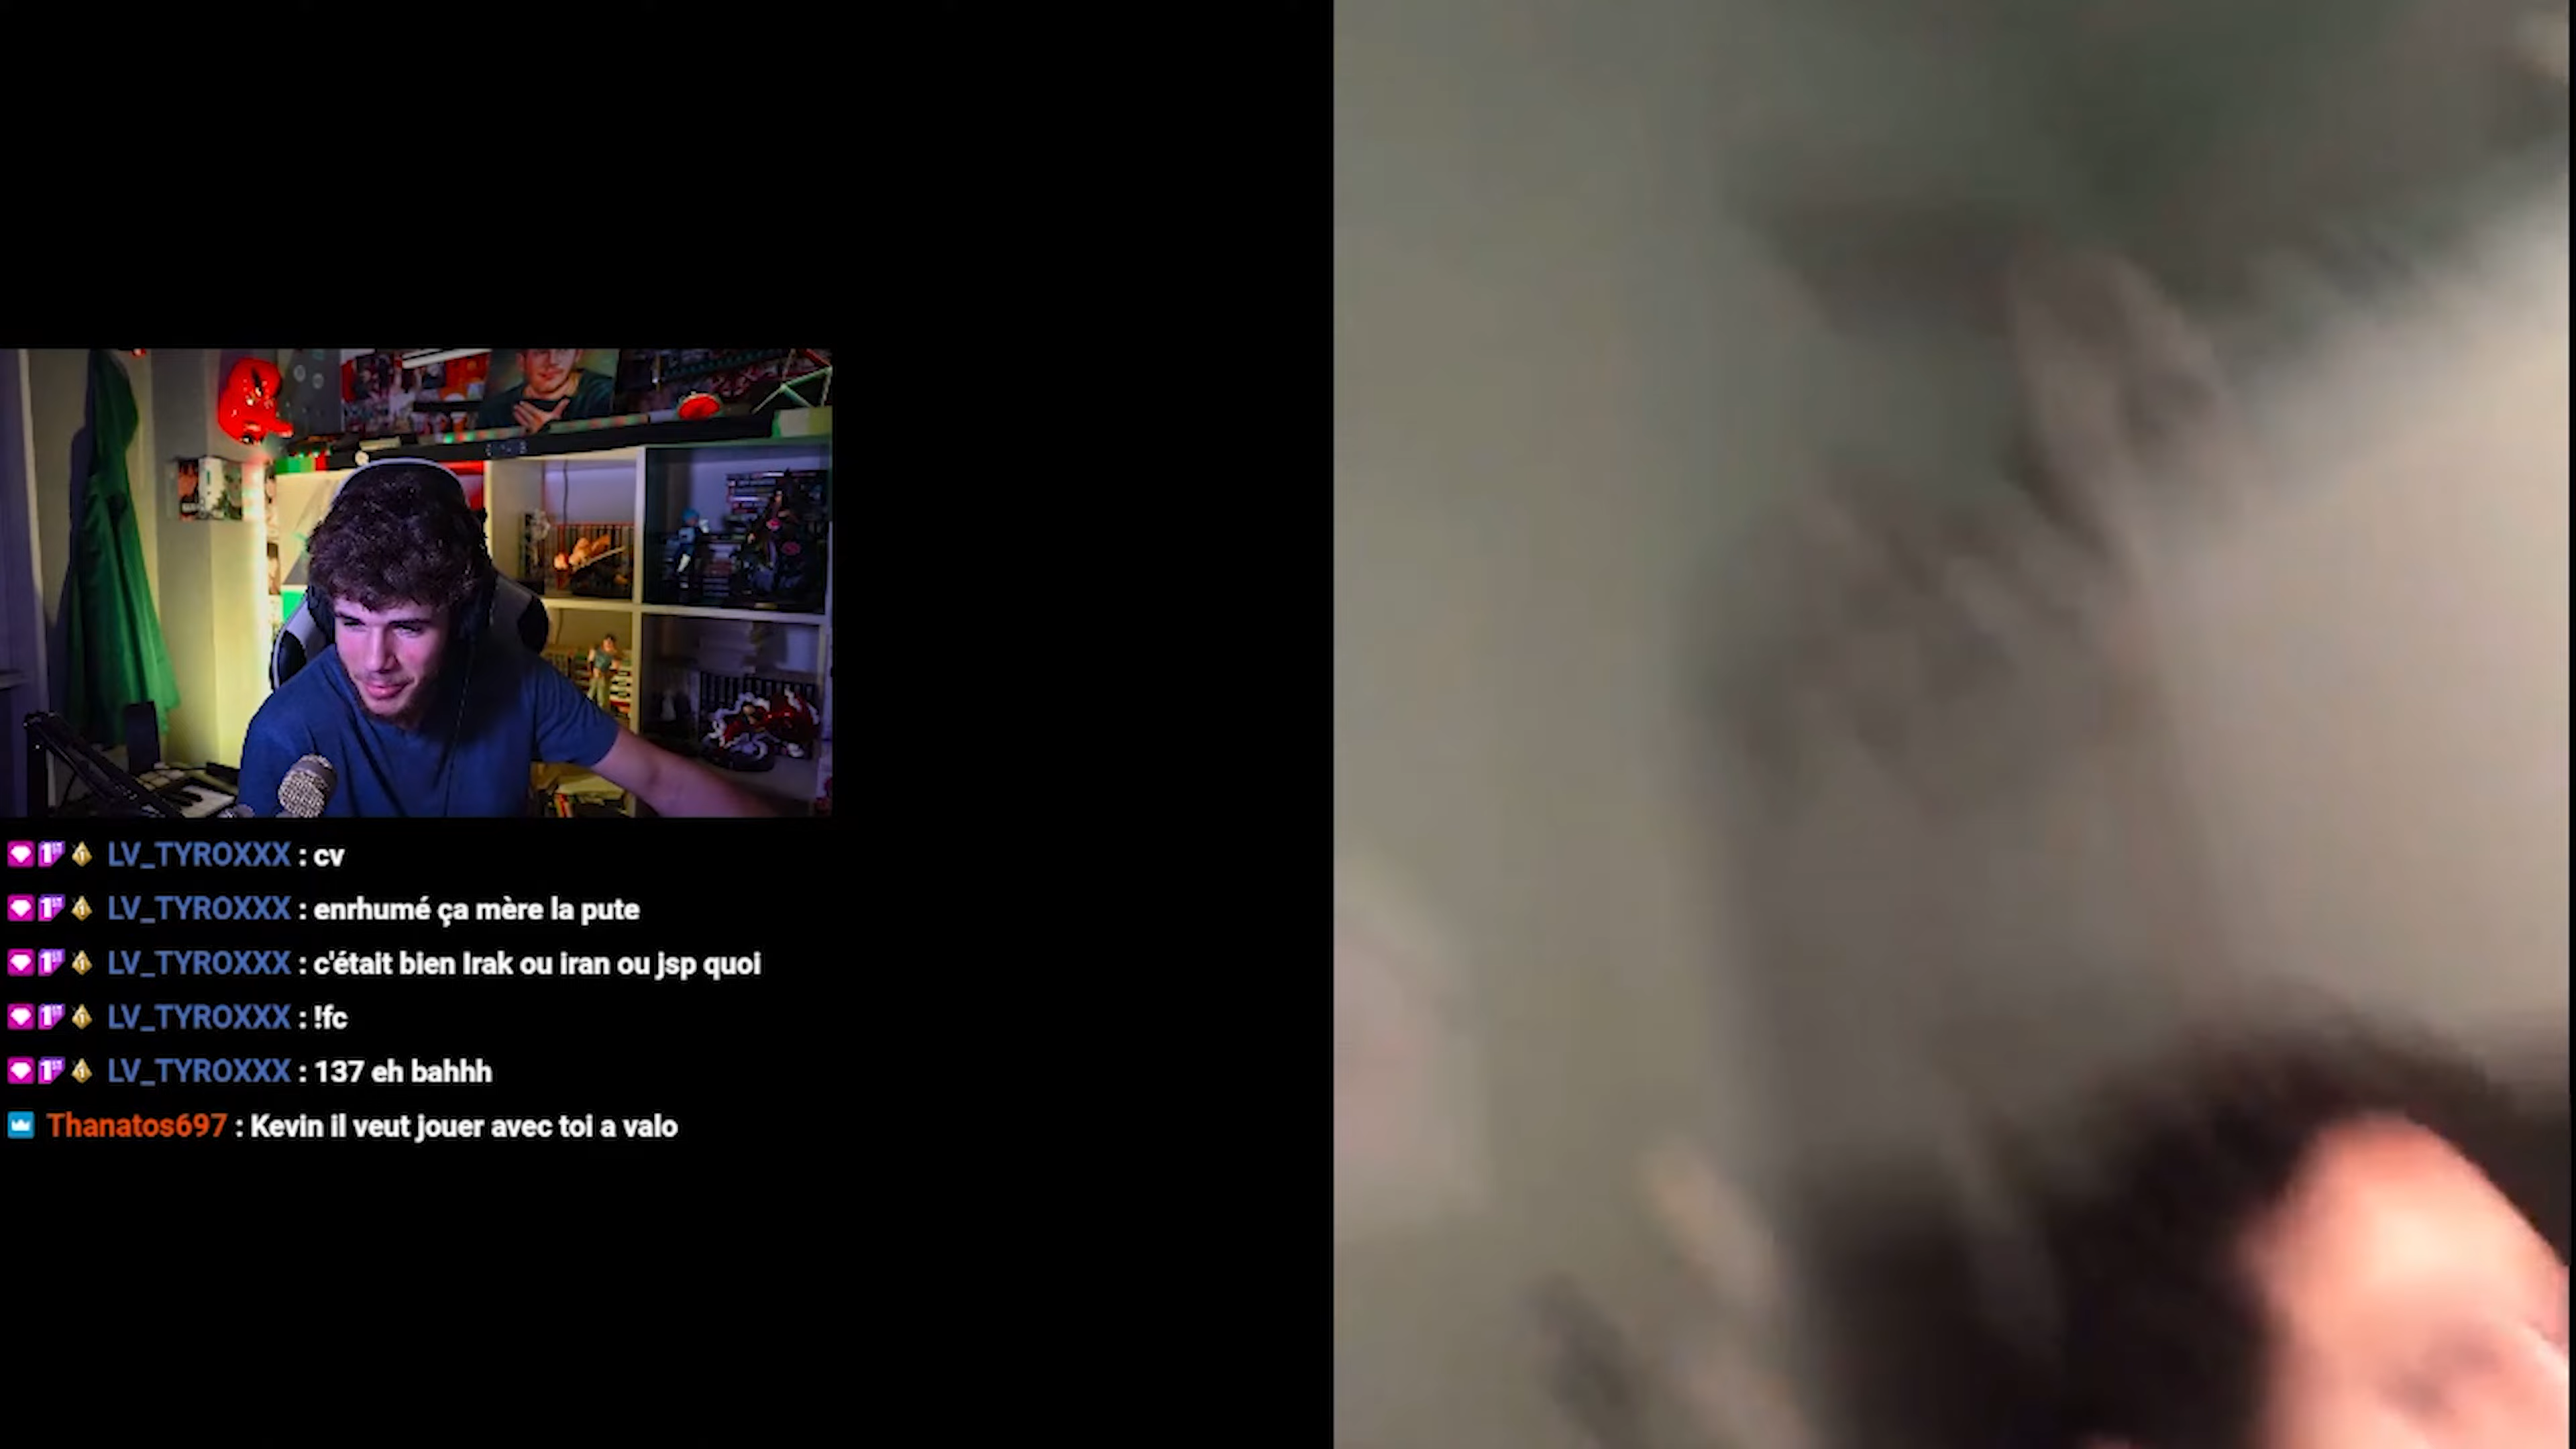 LV_TYROXXX : cv
LV_TYROXXX : enrhumé ça mère la pute
LV_TYROXXX : c'était bien Irak ou iran ou jsp quoi
LV_TYROXXX : !fc
LV_TYROXXX : 137 eh bahhh
Thanatos697 : Kevin il veut jouer avec toi a valo